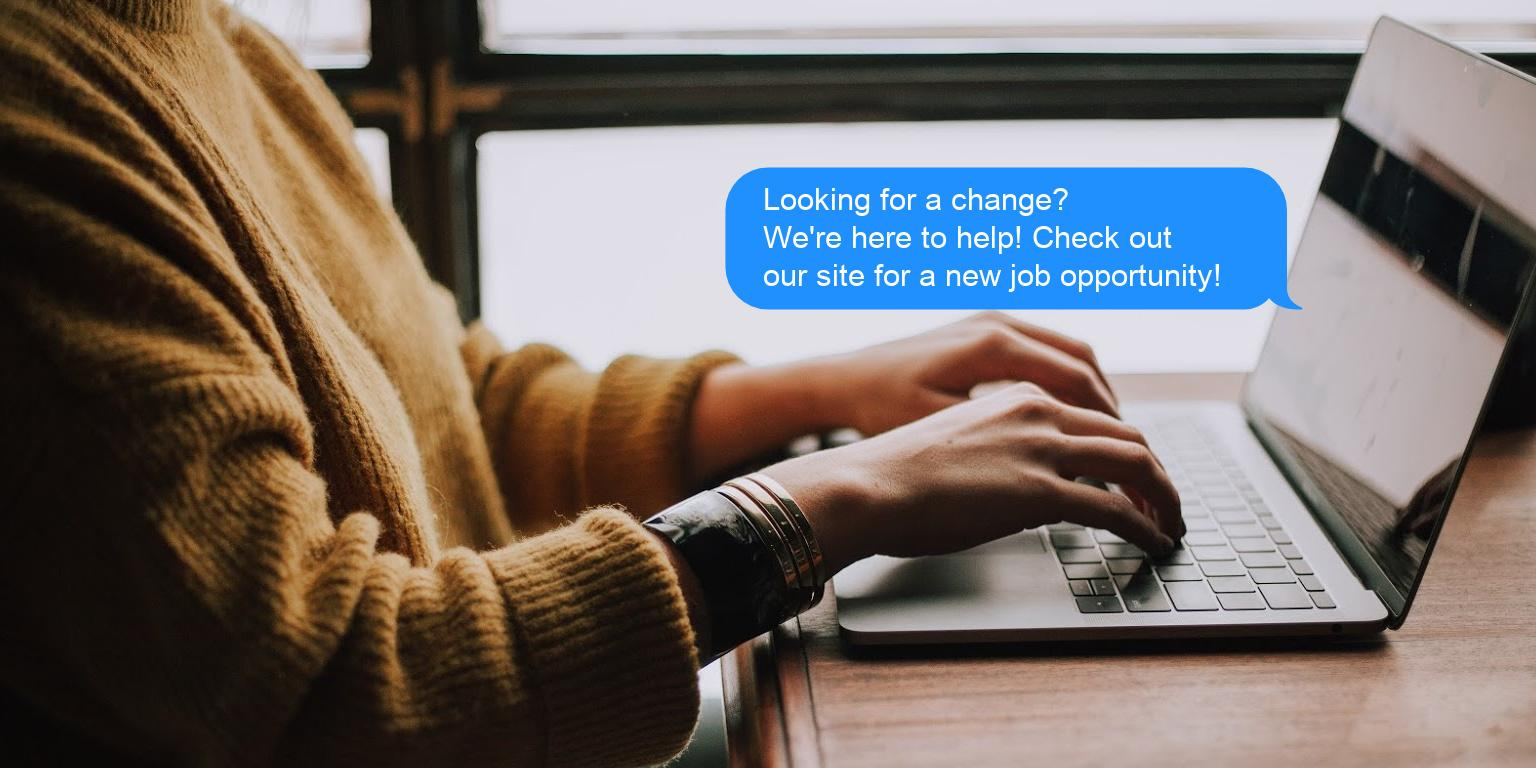 Looking for a change?
We're here to help! Check out
our site for a new job opportunity!